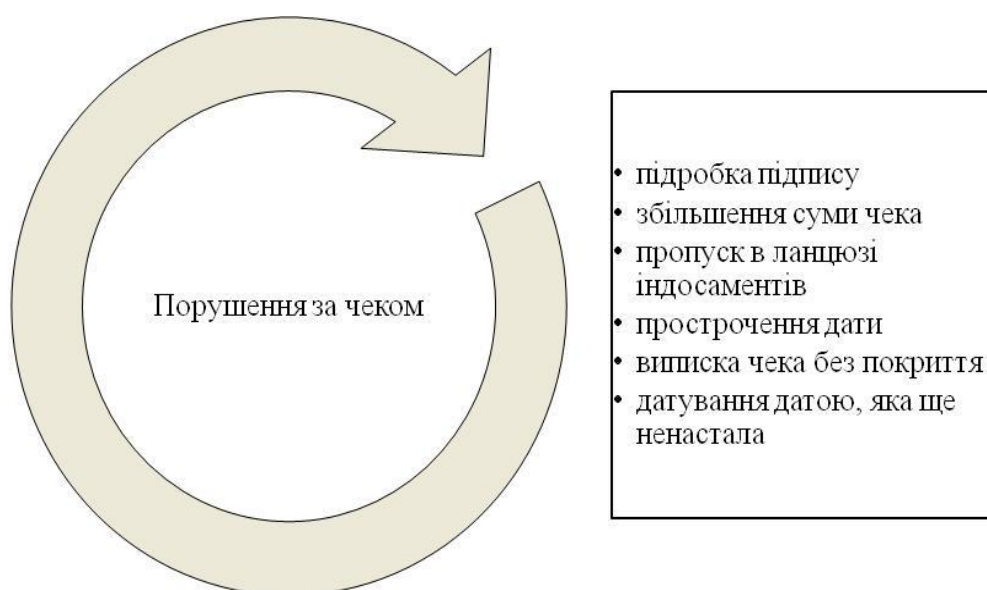 Порушення за чеком
• підробка підпису
• збільшення суми чека
• пропуск в ланцюзі
індосаментів
• прострочення дати
• виписка чека без покриття
• датування датою, яка ще
ненастала